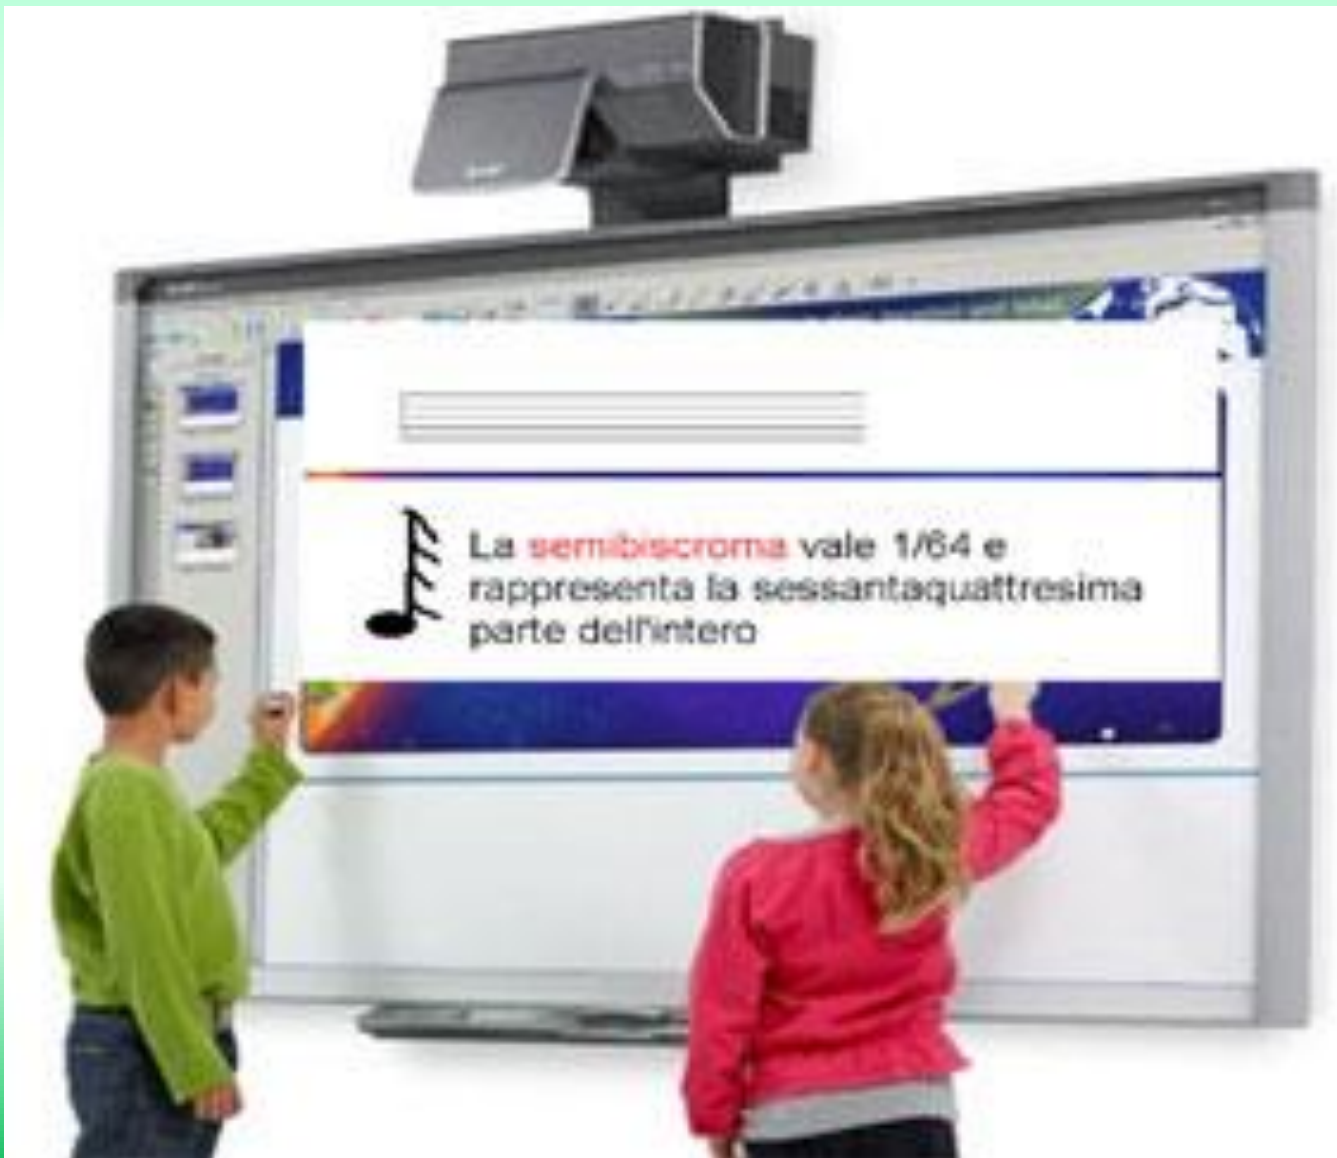 La semibiscroma vale 1/64 e
rappresenta la sessantaquattresima
parte dell'intero